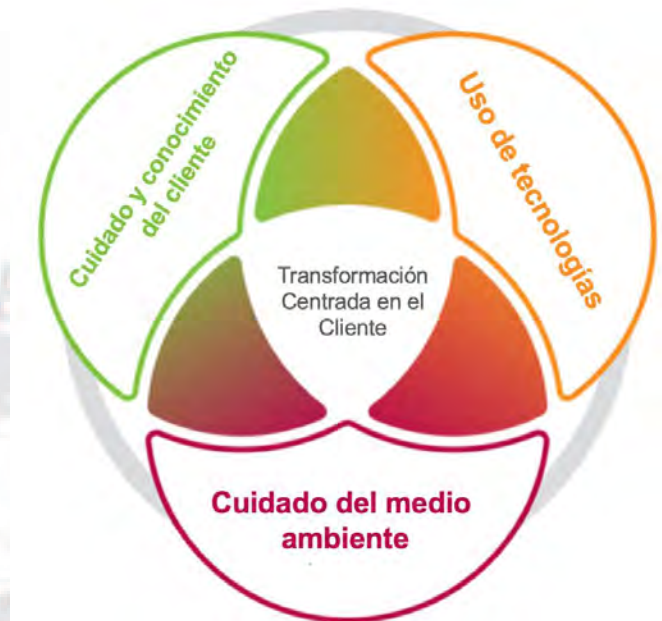 Cuidado y conocimiento
del cliente
Uso de tecnologías
Transformación
Centrada en el
Cliente
Cuidado del medio
ambiente